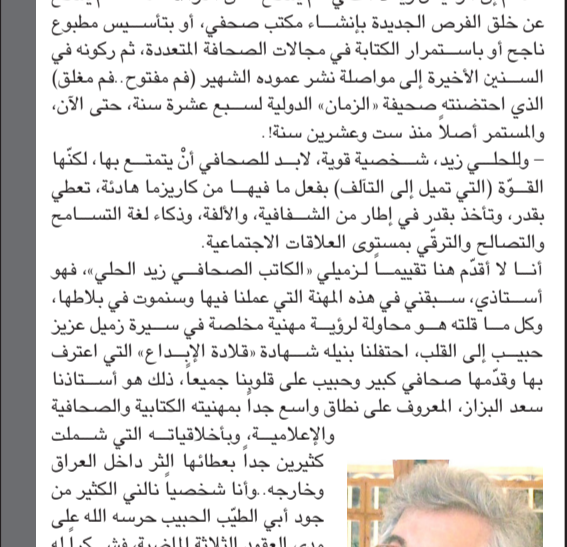 عن خلق الفرص الجديدة بإنشاء مكتب صحفي، أو بتأسيس مطبوع
ناجح أو باستمرار الكتابة في مجالات الصحافة المتعددة، ثم ركونه في
السنين الأخيرة إلى مواصلة نشر عموده الشهير (فم مفتوح..فم مغلق)
الذي احتضنته صحيفة «الزمان» الدولية لسبع عشرة سنة، حتى الآن،
والمستمر أصلاً منذ ست وعشرين سنة!.
– وللحلي زيد، شخصية قوية، لابد للصحافي أنْ يتمتع بها، لكنّها
القوّة (التي تميل إلى التآلف) بفعل ما فيها من كاريزما هادئة، تعطي
بقدر، وتأخذ بقدر في إطار من الشفافية، والألفة، وذكاء لغة التسامح
والتصالح والترقّي بمستوى العلاقات الاجتماعية.
أنا لا أقدّم هنا تقييماً لزميلي «الكاتب الصحافي زيد الحلي»، فهو
أستاذي، سبقني في هذه المهنة التي عملنا فيها وسنموت في بلاطها،
وكل ما قلته هو محاولة لرؤية مهنية مخلصة في سيرة زميل عزيز
حبيب إلى القلب، احتفلنا بنيله شهادة «قلادة الإبداع» التي اعترف
بها وقدّمها صحافي كبير وحبيب على قلوبنا جميعاً، ذلك هو أستاذنا
سعد البزاز، المعروف على نطاق واسع جداً بمهنيته الكتابية والصحافية
والإعلامية، وبأخلاقياته التي شملت
كثيرين جداً بعطائها الثر داخل العراق
وخارجه..وأنا شخصياً نالني الكثير من
جود أبي الطيّب الحبيب حرسه الله على
مدى العقود الثلاثة الماضية،